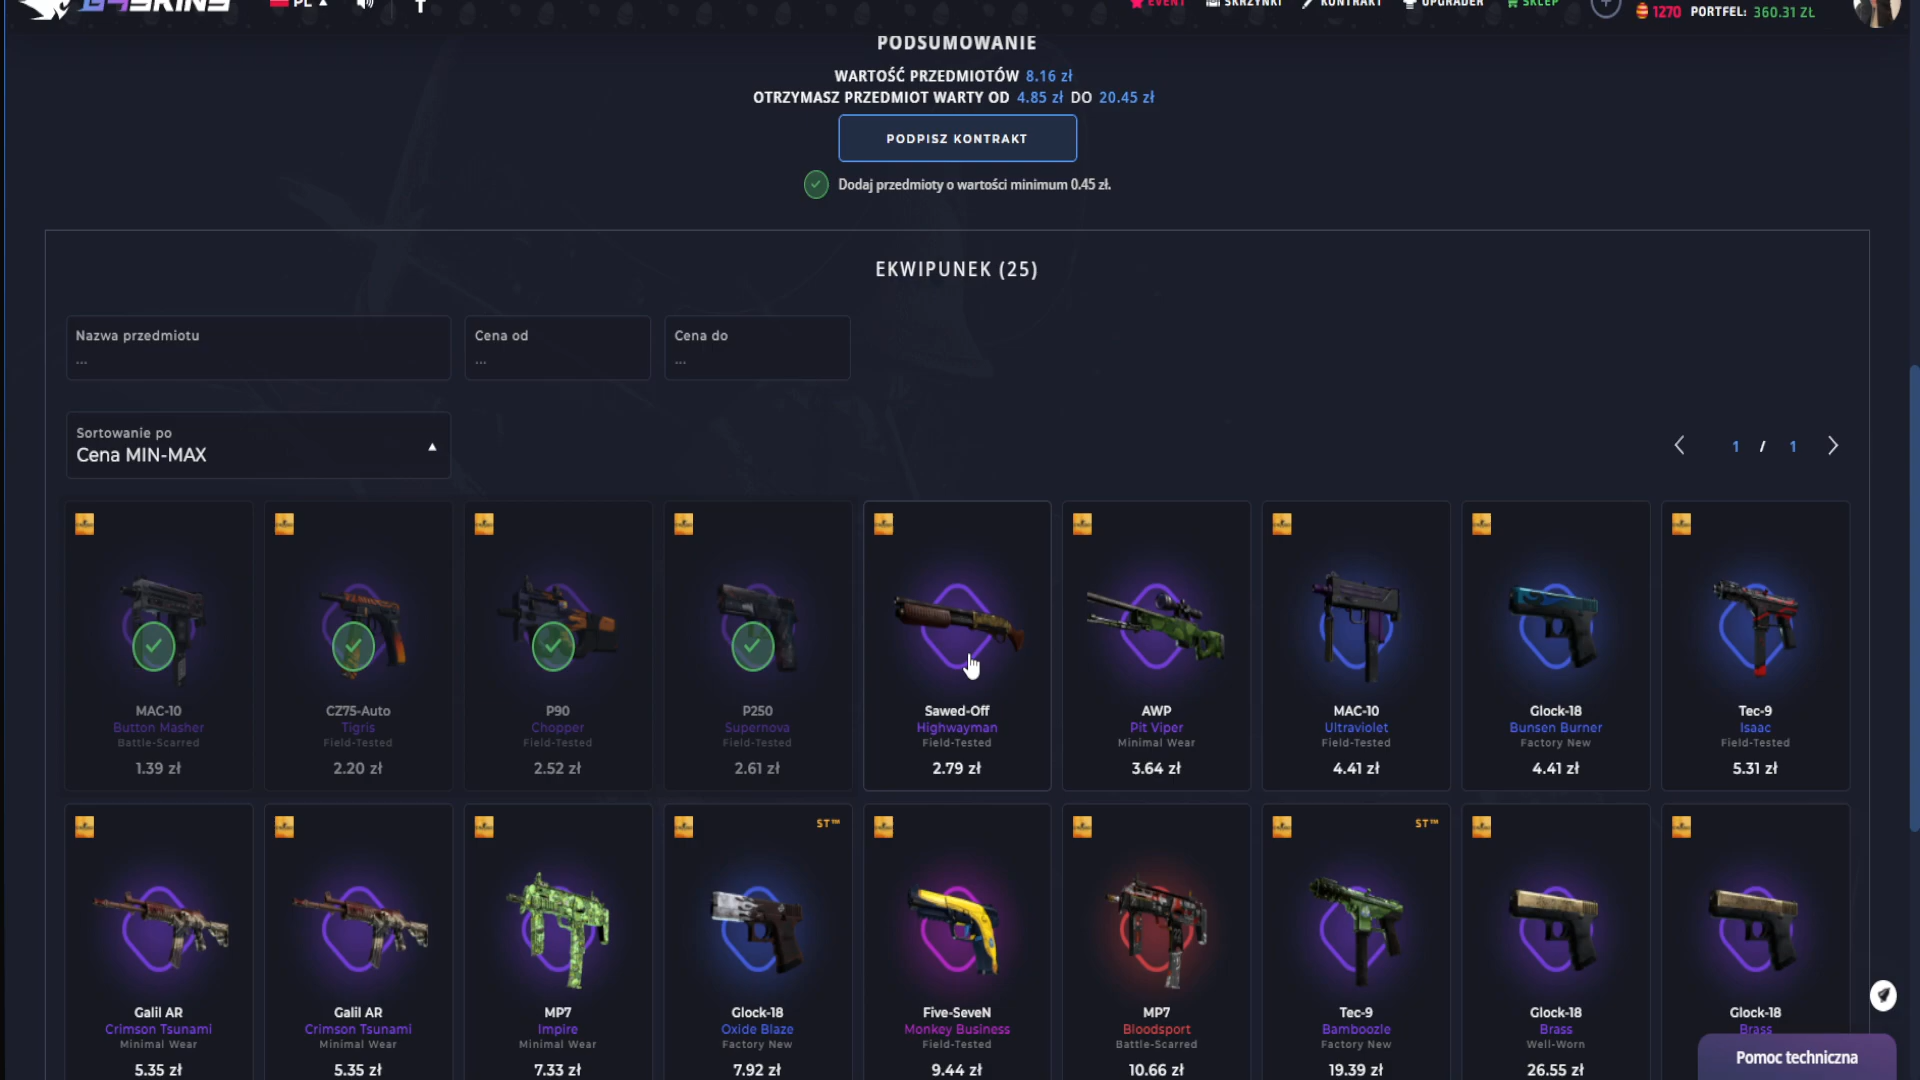 G4SKINS
PL
EVENT
SKRZYNKI
KONTRAKT
UPGRADER
SKLEP
1270 PORTFEL: 360.31 ZŁ
PODSUMOWANIE
WARTOŚĆ PRZEDMIOTÓW 8.16 zł
OTRZYMASZ PRZEDMIOT WARTY OD 4.85 zł DO 20.45 zł
PODPISZ KONTRAKT
Dodaj przedmioty o wartości minimum 0.45 zł.
EKWIPUNEK (25)
Nazwa przedmiotu
...
Cena od
...
Cena do
...
Sortowanie po
Cena MIN-MAX
1 / 1
MAC-10
Button Masher
Battle-Scarred
1.39 zł
CZ75-Auto
Tigris
Field-Tested
2.20 zł
P90
Chopper
Field-Tested
2.52 zł
P250
Supernova
Field-Tested
2.61 zł
Sawed-Off
Highwayman
Field-Tested
2.79 zł
AWP
Pit Viper
Minimal Wear
3.64 zł
MAC-10
Ultraviolet
Field-Tested
4.41 zł
Glock-18
Bunsen Burner
Factory New
4.41 zł
Tec-9
Isaac
Field-Tested
5.31 zł
Galil AR
Crimson Tsunami
Minimal Wear
5.35 zł
Galil AR
Crimson Tsunami
Minimal Wear
5.35 zł
MP7
Impire
Minimal Wear
7.33 zł
ST™
Glock-18
Oxide Blaze
Factory New
7.92 zł
Five-SeveN
Monkey Business
Field-Tested
9.44 zł
MP7
Bloodsport
Battle-Scarred
10.66 zł
ST™
Tec-9
Bamboozle
Factory New
19.39 zł
Glock-18
Brass
Well-Worn
26.55 zł
Glock-18
Brass
Pomoc techniczna